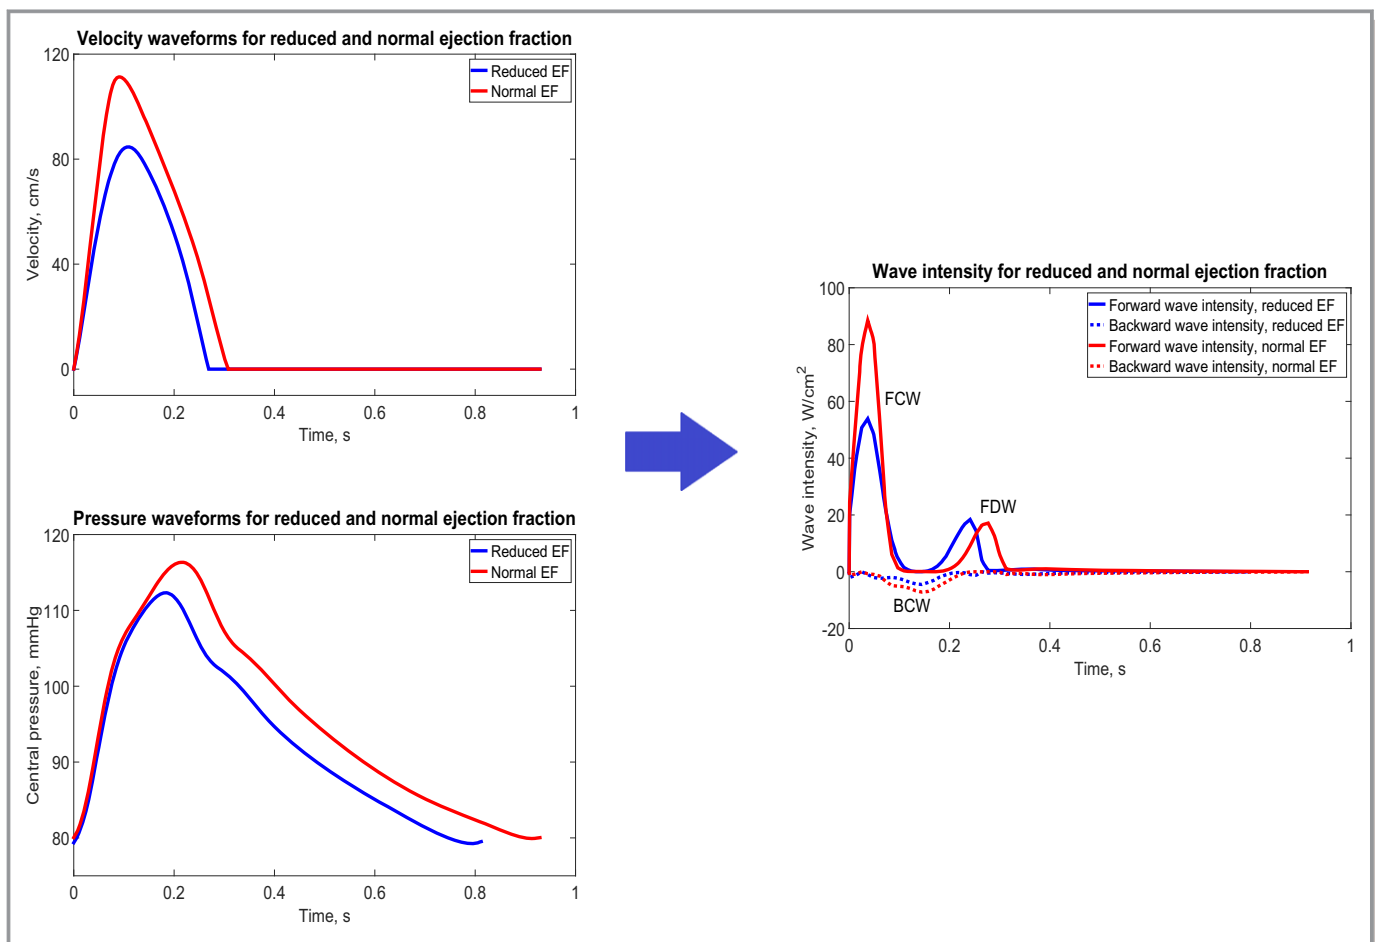 Velocity waveforms for reduced and normal ejection fraction
120
80
40
0
Velocity, cm/s
Reduced EF
Normal EF
0 0.2 0.4 0.6 0.8 1
Time, s
Pressure waveforms for reduced and normal ejection fraction
120
110
100
90
80
Central pressure, mmHg
Reduced EF
Normal EF
0 0.2 0.4 0.6 0.8 1
Time, s
Wave intensity for reduced and normal ejection fraction
100
80
60
40
20
0
-20
Wave intensity, W/cm²
Forward wave intensity, reduced EF
Backward wave intensity, reduced EF
Forward wave intensity, normal EF
Backward wave intensity, normal EF
FCW
FDW
BCW
0 0.2 0.4 0.6 0.8 1
Time, s